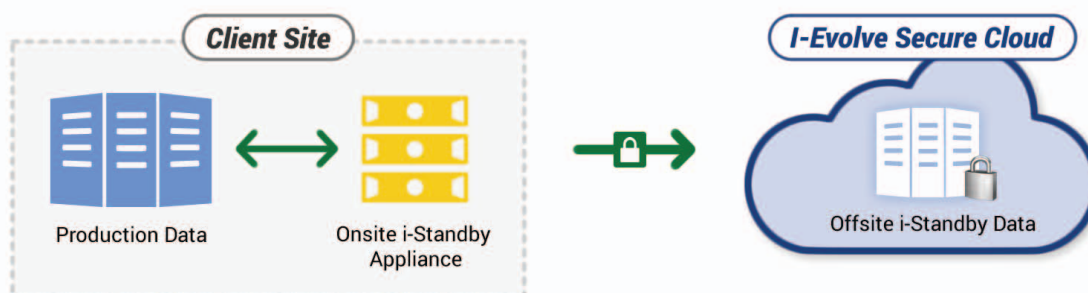 Client Site
I-Evolve Secure Cloud
Production Data
Onsite i-Standby
Appliance
Offsite i-Standby Data